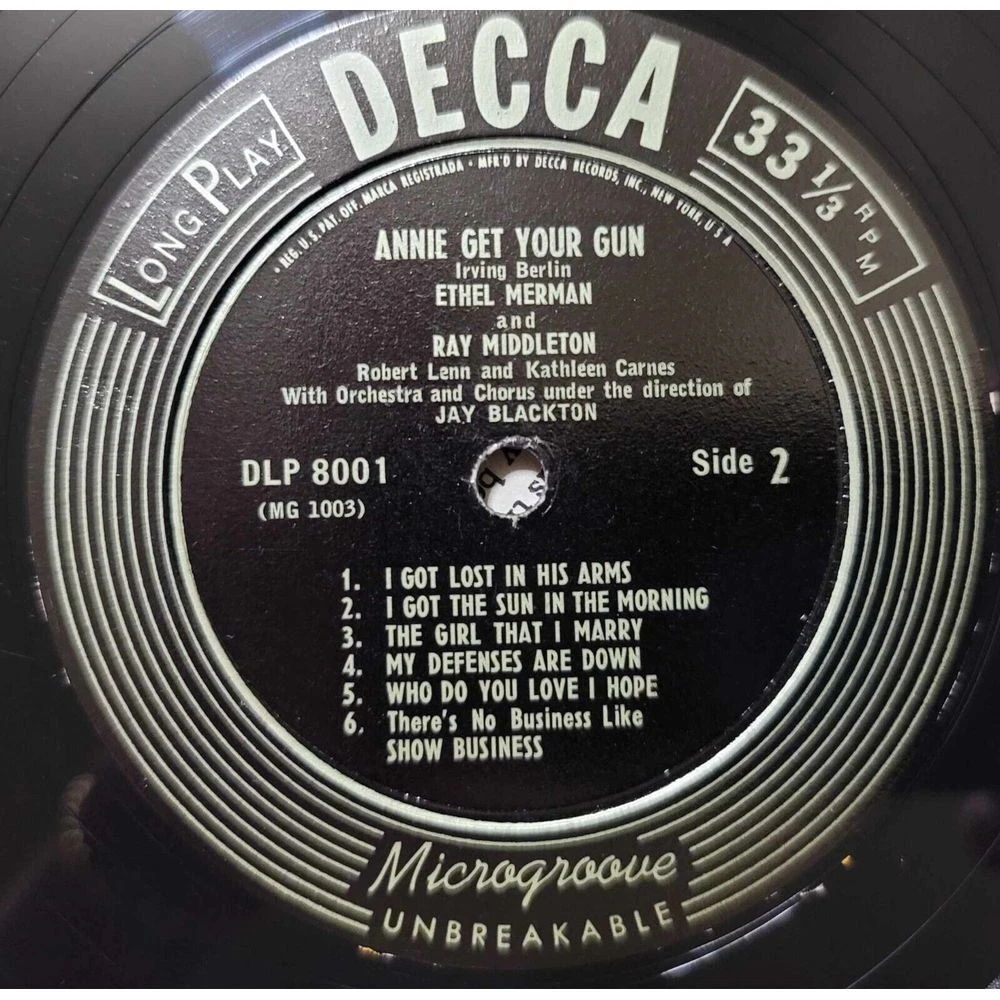 DECCA
LONG PLAY
33 1/3 RPM
• REG. U.S. PAT. OFF. MARCA REGISTRADA • MFR'D BY DECCA RECORDS, INC., NEW YORK, U S A
ANNIE GET YOUR GUN
Irving Berlin
ETHEL MERMAN
and
RAY MIDDLETON
Robert Lenn and Kathleen Carnes
With Orchestra and Chorus under the direction of
JAY BLACKTON
DLP 8001
Side 2
(MG 1003)
1. I GOT LOST IN HIS ARMS
2. I GOT THE SUN IN THE MORNING
3. THE GIRL THAT I MARRY
4. MY DEFENSES ARE DOWN
5. WHO DO YOU LOVE I HOPE
6. There's No Business Like
SHOW BUSINESS
Microgroove
UNBREAKABLE